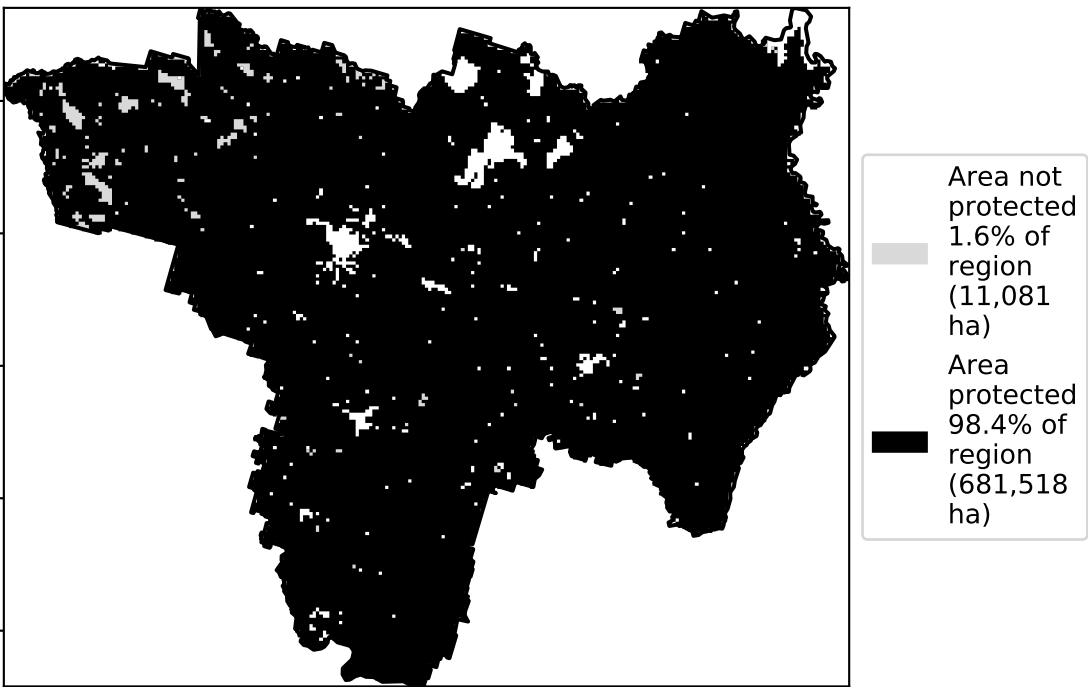 Area not
protected
1.6% of
region
(11,081
ha)
Area
protected
98.4% of
region
(681,518
ha)